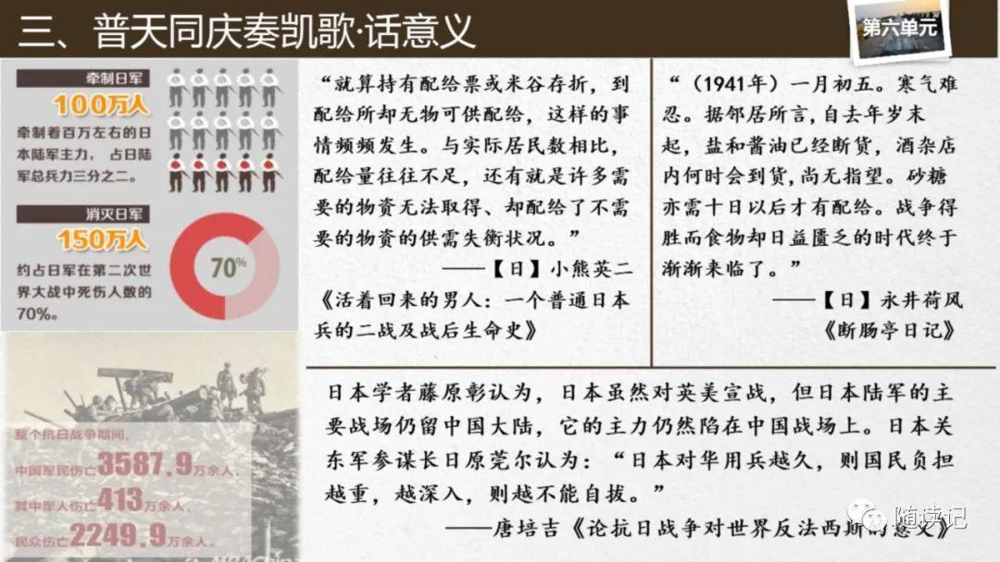 三、普天同庆奏凯歌·话意义
第六单元
牵制日军
100万人
牵制着百万左右的日
本陆军主力，占日陆
军总兵力三分之二。
消灭日军
150万人
约占日军在第二次世
界大战中死伤人数的
70%。
70%
整个抗日战争期间，
中国军民伤亡3587.9万余人，
其中军人伤亡413万余人，
民众伤亡2249.9万余人。
“就算持有配给票或米谷存折，到
配给所却无物可供配给，这样的事
情频频发生。与实际居民数相比，
配给量往往不足，还有就是许多需
要的物资无法取得、却配给了不需
要的物资的供需失衡状况。”
——【日】小熊英二
《活着回来的男人：一个普通日本
兵的二战及战后生命史》
“（1941年）一月初五。寒气难
忍。据邻居所言，自去年岁末
起，盐和酱油已经断货，酒杂店
内何时会到货，尚无指望。砂糖
亦需十日以后才有配给。战争得
胜而食物却日益匮乏的时代终于
渐渐来临了。”
——【日】永井荷风
《断肠亭日记》
日本学者藤原彰认为，日本虽然对英美宣战，但日本陆军的主
要战场仍留中国大陆，它的主力仍然陷在中国战场上。日本关
东军参谋长日原莞尔认为：“日本对华用兵越久，则国民负担
越重，越深入，则越不能自拔。”
——唐培吉《论抗日战争对世界反法西斯的意义》
随读记